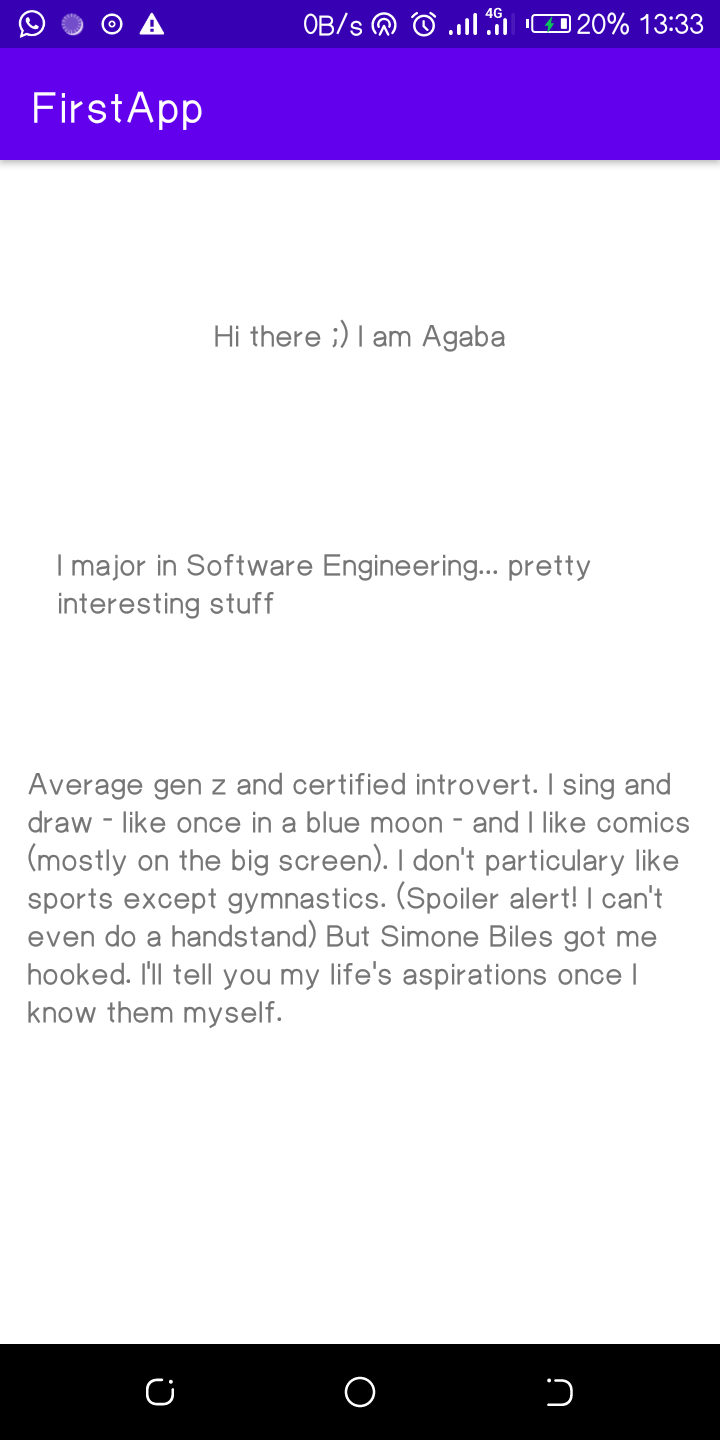 0B/s 4G 20% 13:33
FirstApp
Hi there ;) I am Agaba
I major in Software Engineering... pretty
interesting stuff
Average gen z and certified introvert. I sing and
draw - like once in a blue moon - and I like comics
(mostly on the big screen). I don't particulary like
sports except gymnastics. (Spoiler alert! I can't
even do a handstand) But Simone Biles got me
hooked. I'll tell you my life's aspirations once I
know them myself.